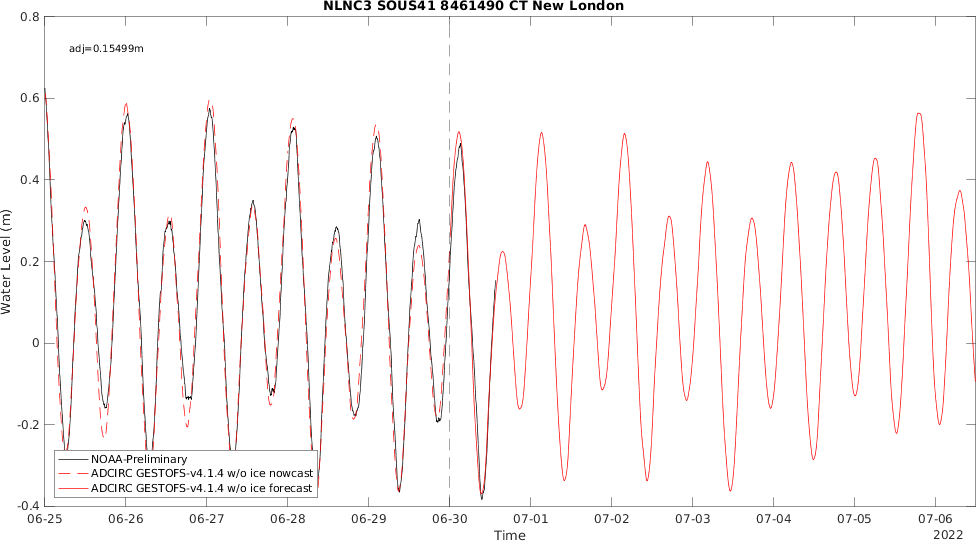 NLNC3 SOUS41 8461490 CT New London
adj=0.15499m
Water Level (m)
0.8
0.6
0.4
0.2
0
-0.2
-0.4
NOAA-Preliminary
ADCIRC GESTOFS-v4.1.4 w/o ice nowcast
ADCIRC GESTOFS-v4.1.4 w/o ice forecast
06-25 06-26 06-27 06-28 06-29 06-30 07-01 07-02 07-03 07-04 07-05 07-06
Time
2022